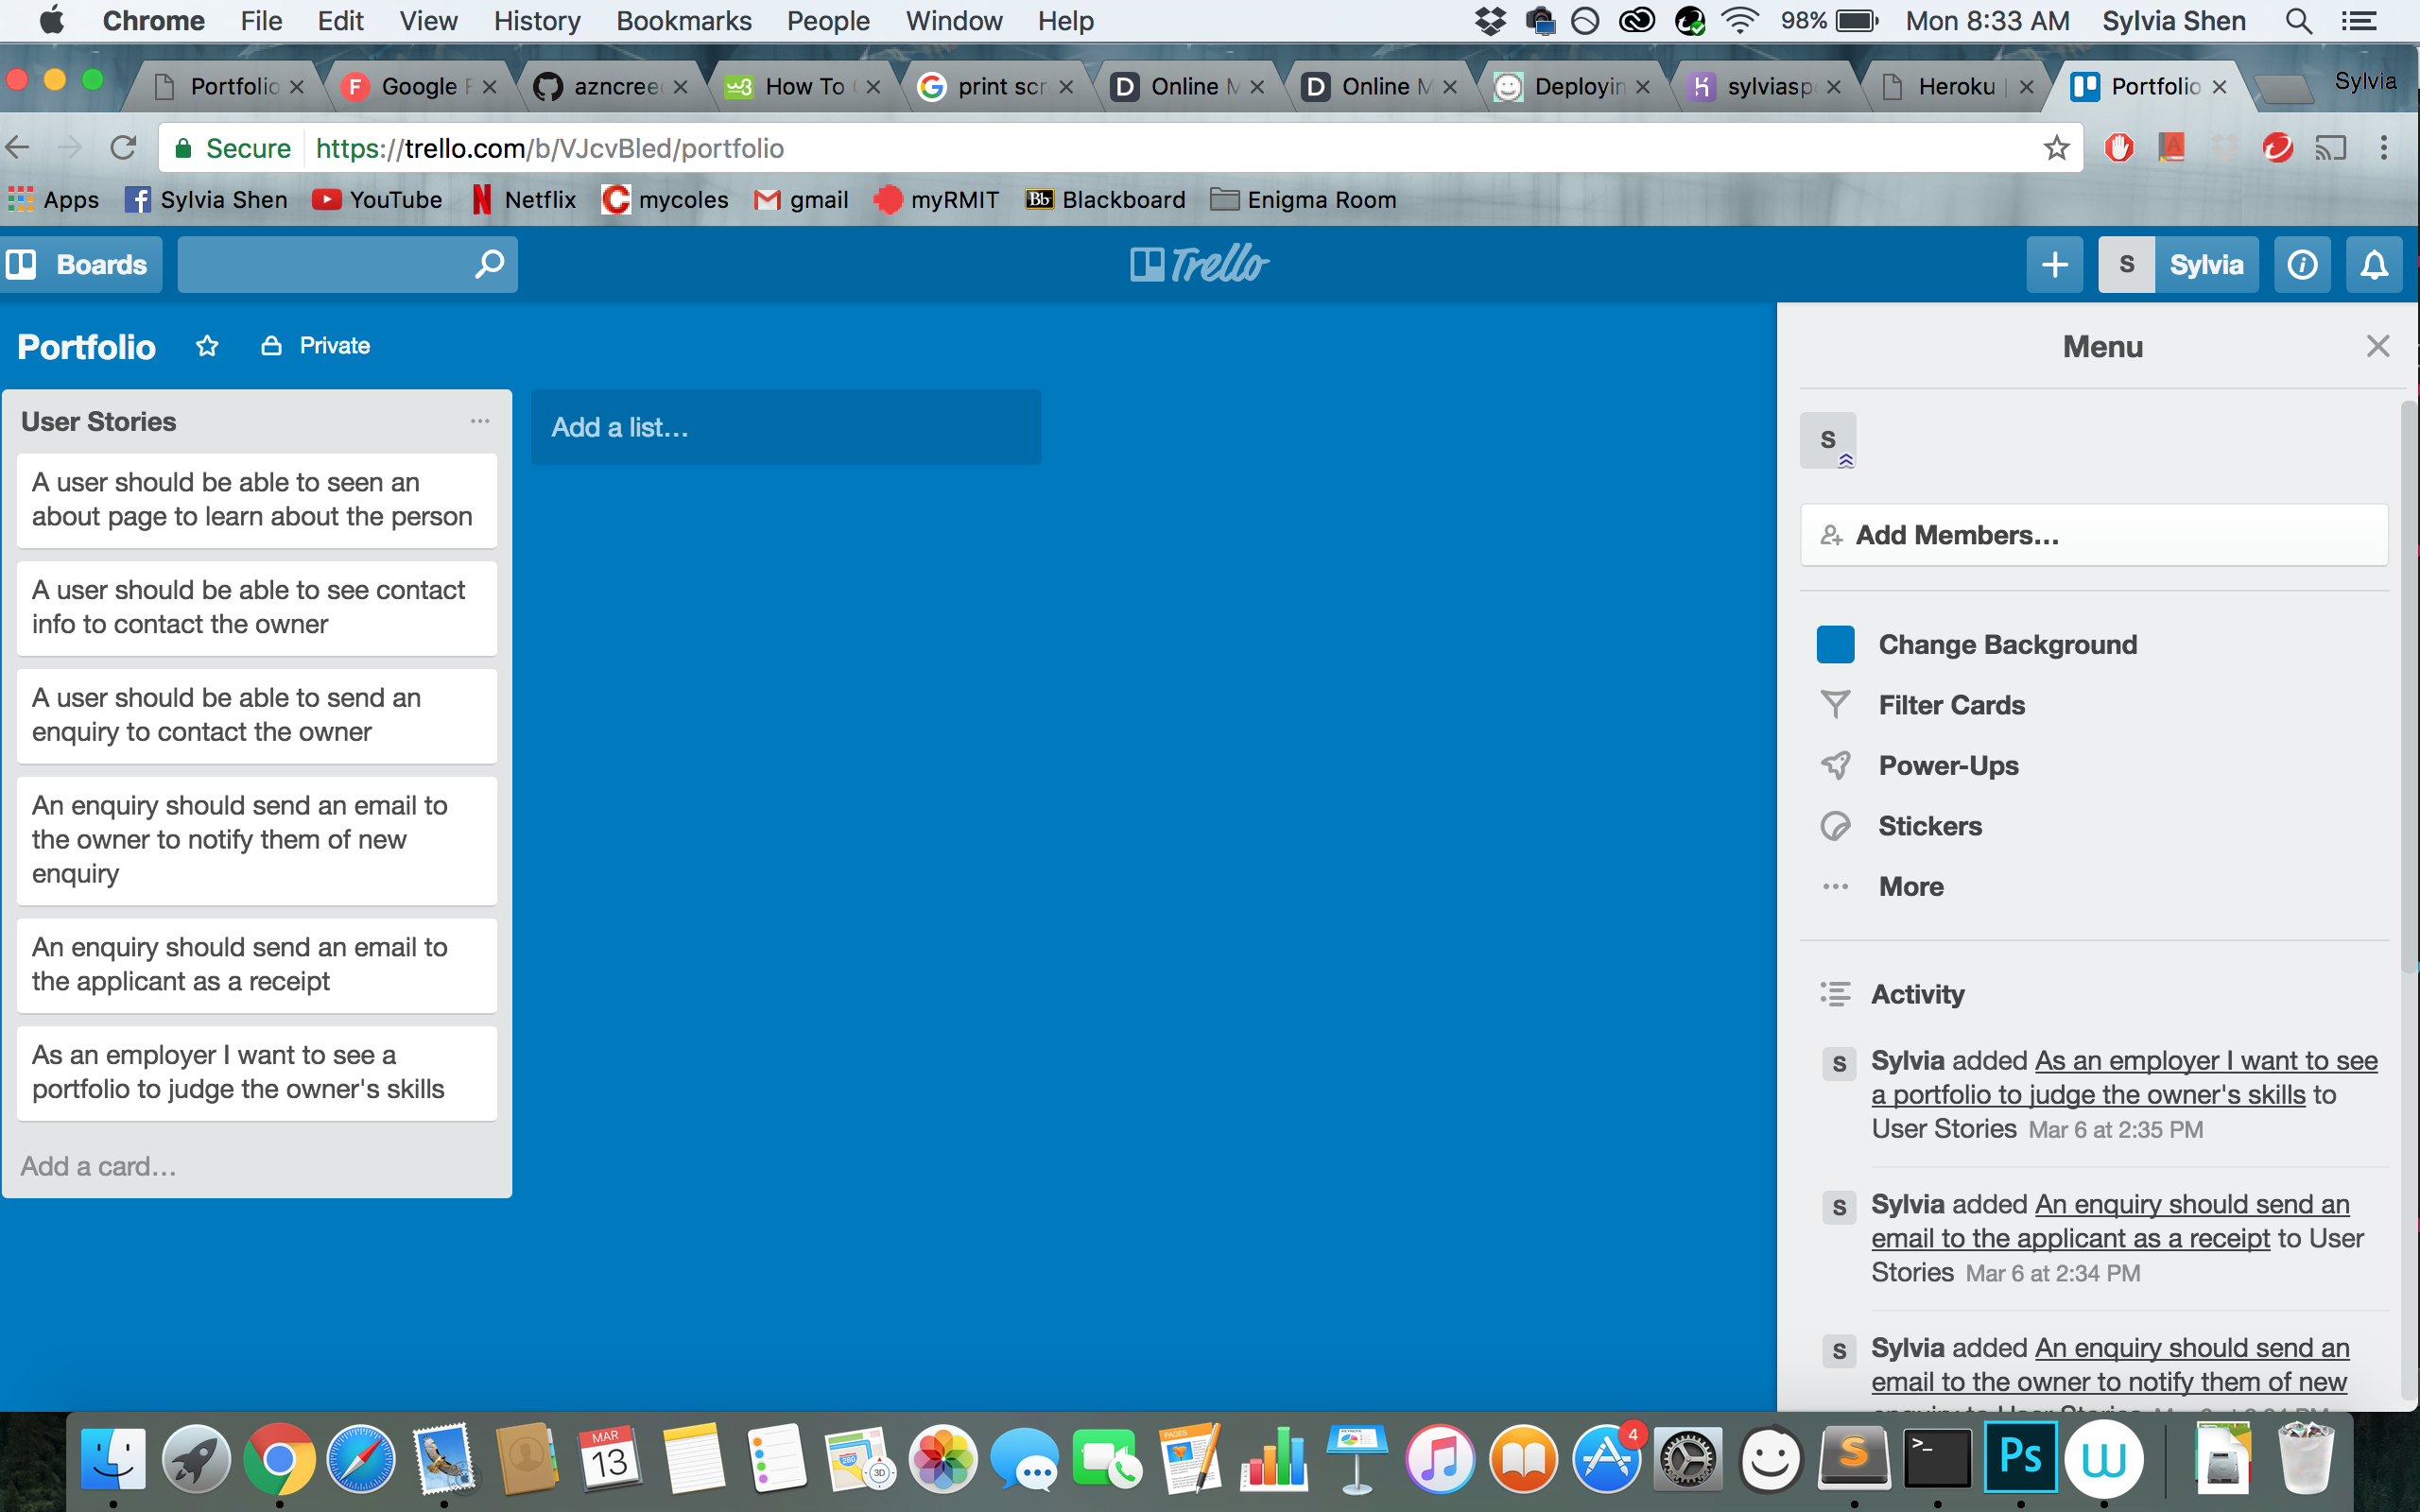 Chrome File Edit View History Bookmarks People Window Help 98% Mon 8:33 AM Sylvia Shen
Portfolio Google F azncree How To print scr Online M Online M Deployin sylviasp Heroku Portfolio Sylvia
Secure https://trello.com/b/VJcvBled/portfolio
Apps Sylvia Shen YouTube Netflix mycoles gmail myRMIT Bb Blackboard Enigma Room
Boards Trello S Sylvia
Portfolio Private
User Stories
A user should be able to seen an
about page to learn about the person
A user should be able to see contact
info to contact the owner
A user should be able to send an
enquiry to contact the owner
An enquiry should send an email to
the owner to notify them of new
enquiry
An enquiry should send an email to
the applicant as a receipt
As an employer I want to see a
portfolio to judge the owner's skills
Add a card...
Add a list...
Menu
S
Add Members...
Change Background
Filter Cards
Power-Ups
Stickers
More
Activity
S Sylvia added As an employer I want to see
a portfolio to judge the owner's skills to
User Stories Mar 6 at 2:35 PM
S Sylvia added An enquiry should send an
email to the applicant as a receipt to User
Stories Mar 6 at 2:34 PM
S Sylvia added An enquiry should send an
email to the owner to notify them of new
MAR
13
PAGES
280
3D
4
S
>_
Ps